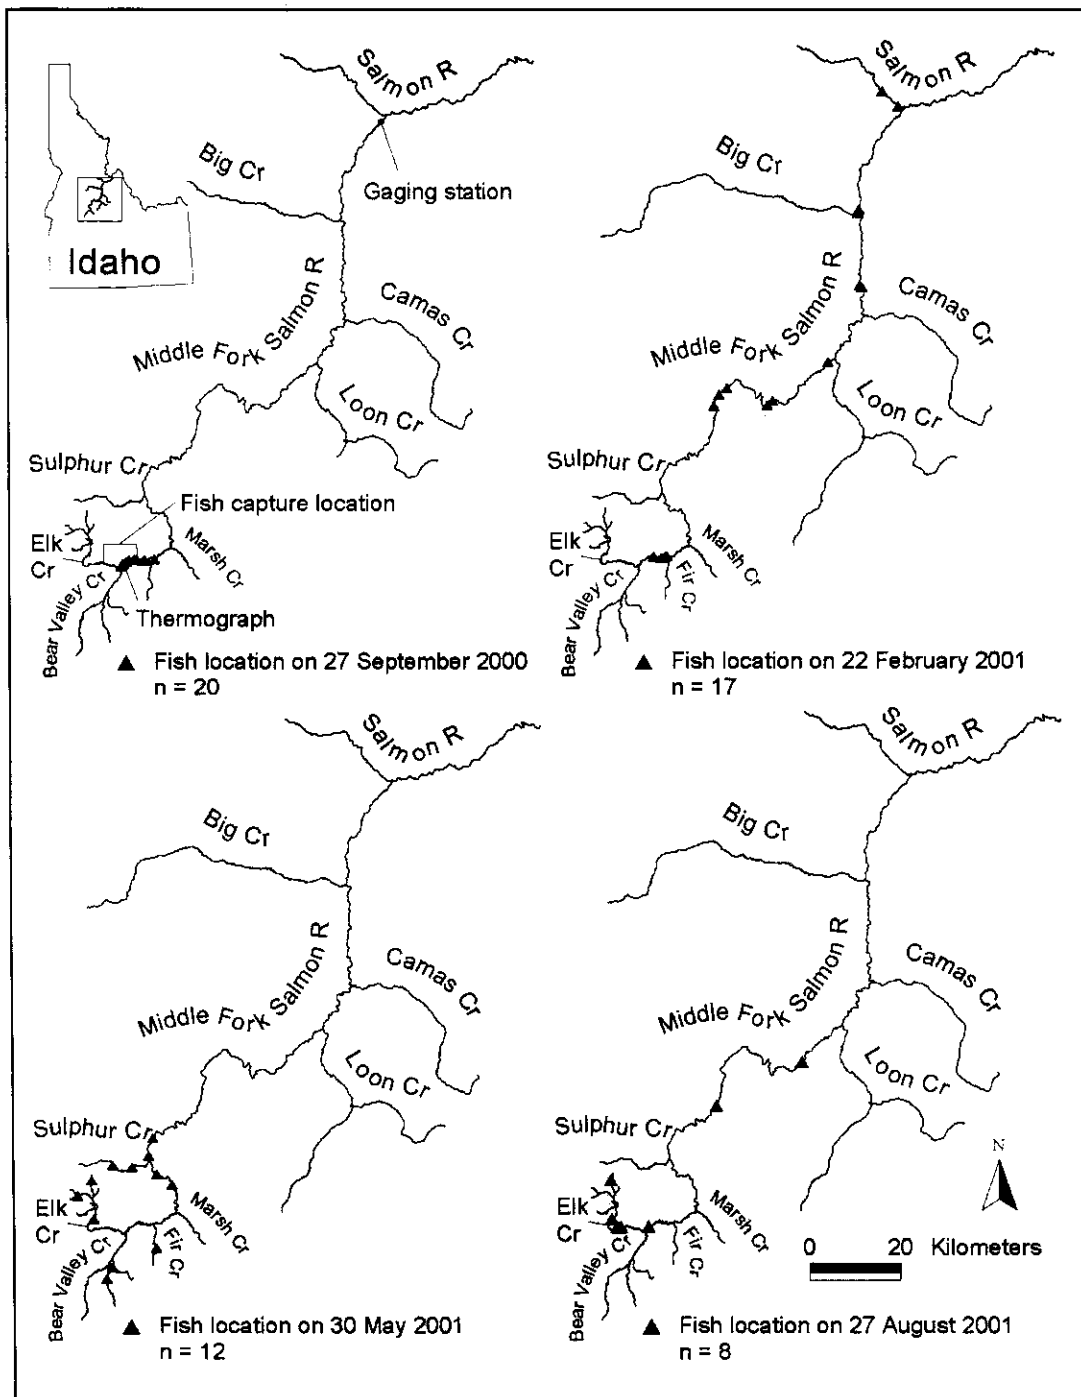 Salmon R
Big Cr
Gaging station
Idaho
Middle Fork Salmon R
Camas Cr
Loon Cr
Sulphur Cr
Fish capture location
Elk
Cr
Marsh Cr
Bear Valley Cr
Thermograph
Fish location on 27 September 2000
n = 20
Salmon R
Big Cr
Middle Fork Salmon R
Camas Cr
Loon Cr
Sulphur Cr
Elk
Cr
Marsh Cr
Fir Cr
Bear Valley Cr
Fish location on 22 February 2001
n = 17
Salmon R
Big Cr
Middle Fork Salmon R
Camas Cr
Loon Cr
Sulphur Cr
Elk
Cr
Marsh Cr
Fir Cr
Bear Valley Cr
Fish location on 30 May 2001
n = 12
Salmon R
Big Cr
Middle Fork Salmon R
Camas Cr
Loon Cr
Sulphur Cr
N
Elk
Cr
Marsh Cr
Fir Cr
Bear Valley Cr
0 20 Kilometers
Fish location on 27 August 2001
n = 8